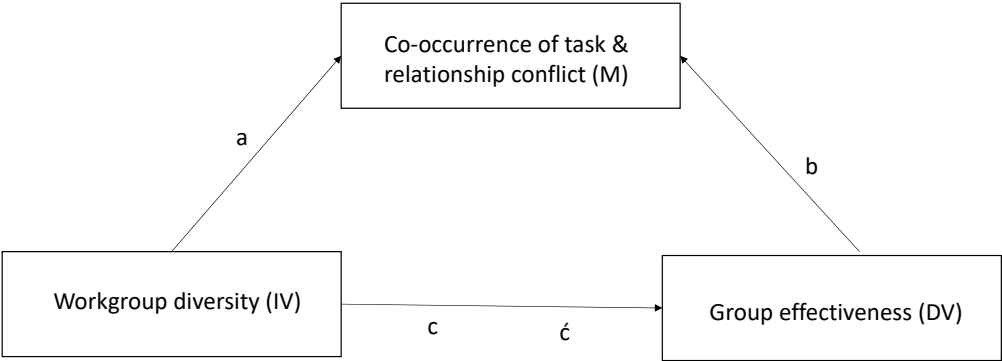 Co-occurrence of task &
relationship conflict (M)
a
b
Workgroup diversity (IV)
Group effectiveness (DV)
c
ć